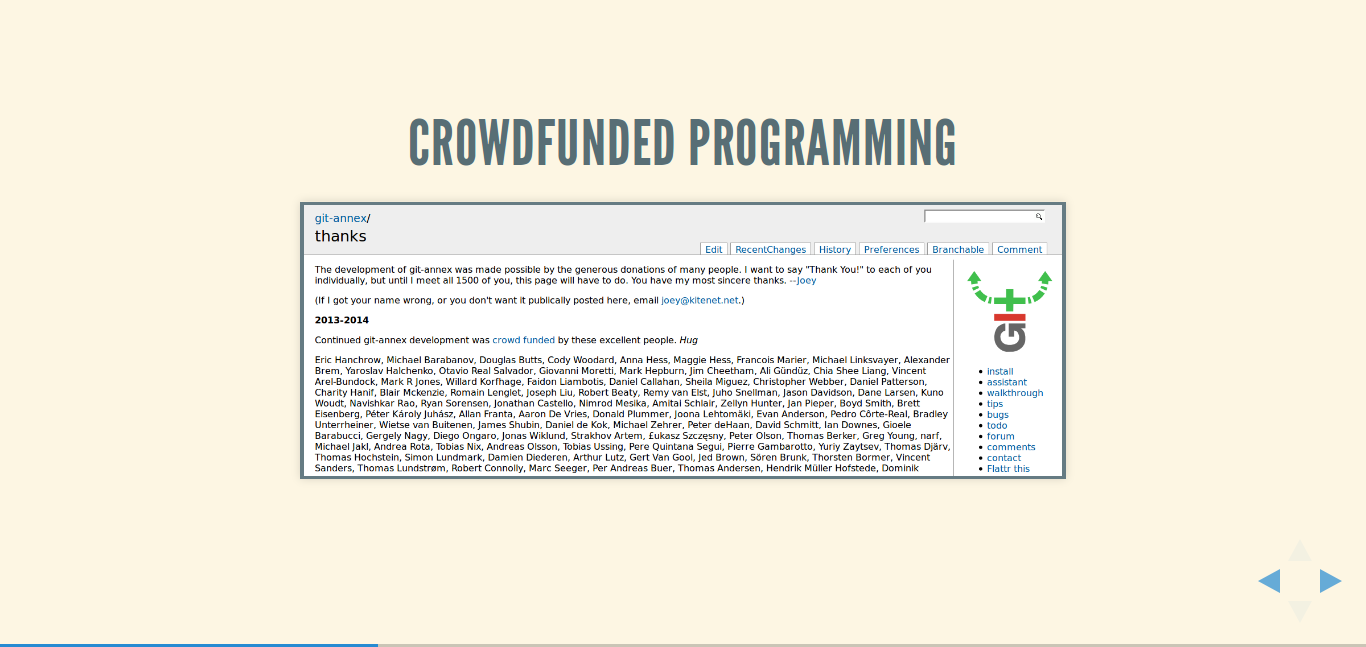 CROWDFUNDED PROGRAMMING
git-annex/
thanks
Edit RecentChanges History Preferences Branchable Comment
The development of git-annex was made possible by the generous donations of many people. I want to say "Thank You!" to each of you
individually, but until I meet all 1500 of you, this page will have to do. You have my most sincere thanks. --Joey
(If I got your name wrong, or you don't want it publically posted here, email joey@kitenet.net.)
2013-2014
Continued git-annex development was crowd funded by these excellent people. Hug
Eric Hanchrow, Michael Barabanov, Douglas Butts, Cody Woodard, Anna Hess, Maggie Hess, Francois Marier, Michael Linksvayer, Alexander
Brem, Yaroslav Halchenko, Otavio Real Salvador, Giovanni Moretti, Mark Hepburn, Jim Cheetham, Ali Gündüz, Chia Shee Liang, Vincent
Arel-Bundock, Mark R Jones, Willard Korfhage, Faidon Liambotis, Daniel Callahan, Sheila Miguez, Christopher Webber, Daniel Patterson,
Charity Hanif, Blair Mckenzie, Romain Lenglet, Joseph Liu, Robert Beaty, Remy van Elst, Juho Snellman, Jason Davidson, Dane Larsen, Kuno
Woudt, Navishkar Rao, Ryan Sorensen, Jonathan Castello, Nimrod Mesika, Amitai Schlair, Zellyn Hunter, Jan Pieper, Boyd Smith, Brett
Eisenberg, Péter Károly Juhász, Allan Franta, Aaron De Vries, Donald Plummer, Joona Lehtomäki, Evan Anderson, Pedro Côrte-Real, Bradley
Unterrheiner, Wietse van Buitenen, James Shubin, Daniel de Kok, Michael Zehrer, Peter deHaan, David Schmitt, Ian Downes, Gioele
Barabucci, Gergely Nagy, Diego Ongaro, Jonas Wiklund, Strakhov Artem, Łukasz Szczęsny, Peter Olson, Thomas Berker, Greg Young, narf,
Michael Jakl, Andrea Rota, Tobias Nix, Andreas Olsson, Tobias Ussing, Pere Quintana Segui, Pierre Gambarotto, Yuriy Zaytsev, Thomas Djärv,
Thomas Hochstein, Simon Lundmark, Damien Diederen, Arthur Lutz, Gert Van Gool, Jed Brown, Sören Brunk, Thorsten Bormer, Vincent
Sanders, Thomas Lundstrøm, Robert Connolly, Marc Seeger, Per Andreas Buer, Thomas Andersen, Hendrik Müller Hofstede, Dominik
GIT
install
assistant
walkthrough
tips
bugs
todo
forum
comments
contact
Flattr this